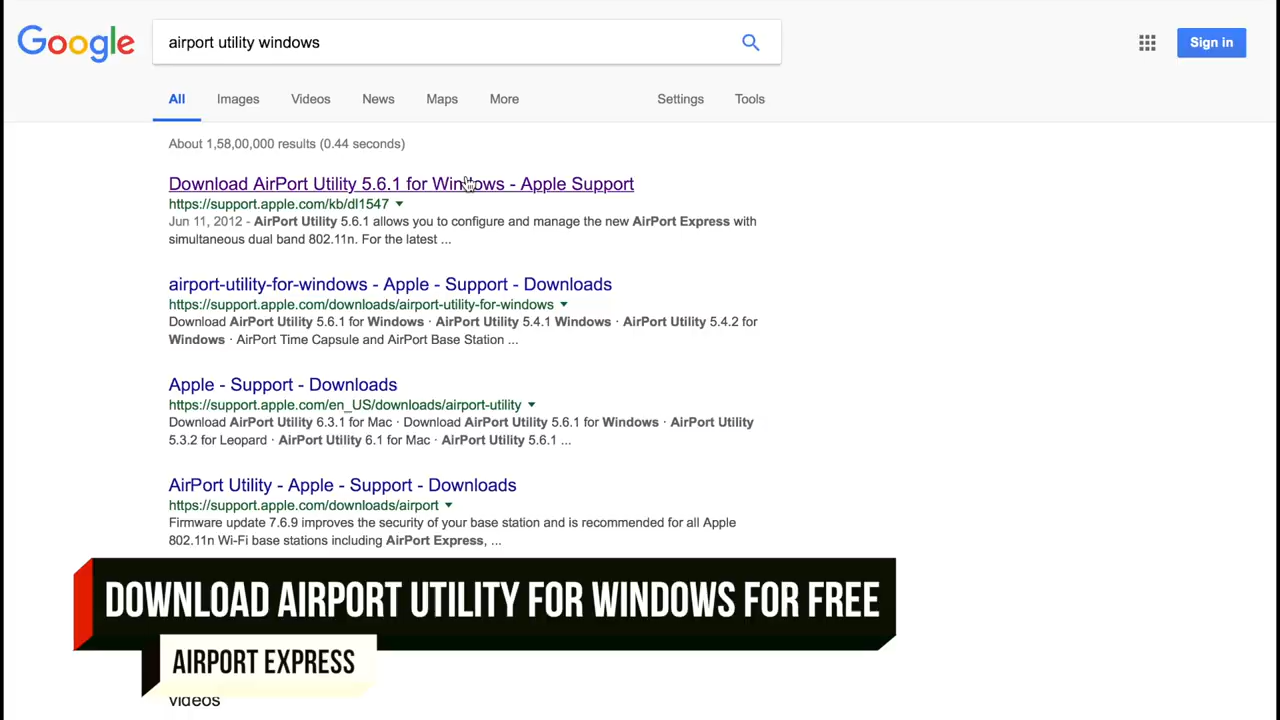 Google
airport utility windows
Sign in
All Images Videos News Maps More Settings Tools
About 1,58,00,000 results (0.44 seconds)
Download AirPort Utility 5.6.1 for Windows - Apple Support
https://support.apple.com/kb/dl1547
Jun 11, 2012 - AirPort Utility 5.6.1 allows you to configure and manage the new AirPort Express with
simultaneous dual band 802.11n. For the latest ...
airport-utility-for-windows - Apple - Support - Downloads
https://support.apple.com/downloads/airport-utility-for-windows
Download AirPort Utility 5.6.1 for Windows · AirPort Utility 5.4.1 Windows · AirPort Utility 5.4.2 for
Windows · AirPort Time Capsule and AirPort Base Station ...
Apple - Support - Downloads
https://support.apple.com/en_US/downloads/airport-utility
Download AirPort Utility 6.3.1 for Mac · Download AirPort Utility 5.6.1 for Windows · AirPort Utility
5.3.2 for Leopard · AirPort Utility 6.1 for Mac · AirPort Utility 5.6.1 ...
AirPort Utility - Apple - Support - Downloads
https://support.apple.com/downloads/airport
Firmware update 7.6.9 improves the security of your base station and is recommended for all Apple
802.11n Wi-Fi base stations including AirPort Express, ...
DOWNLOAD AIRPORT UTILITY FOR WINDOWS FOR FREE
AIRPORT EXPRESS
videos